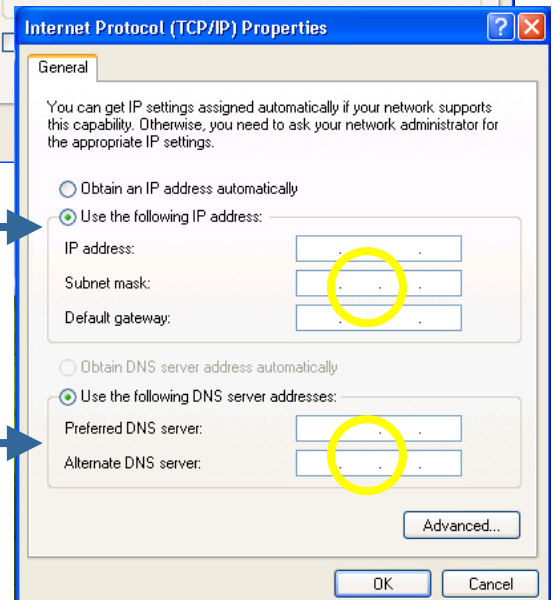 Internet Protocol (TCP/IP) Properties
General
You can get IP settings assigned automatically if your network supports
this capability. Otherwise, you need to ask your network administrator for
the appropriate IP settings.
Obtain an IP address automatically
Use the following IP address:
IP address:
Subnet mask:
Default gateway:
Obtain DNS server address automatically
Use the following DNS server addresses:
Preferred DNS server:
Alternate DNS server:
Advanced...
OK
Cancel